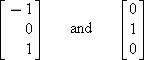 [ −1 ] and [ 0 ]
[ 0 ] [ 1 ]
[ 1 ] [ 0 ]